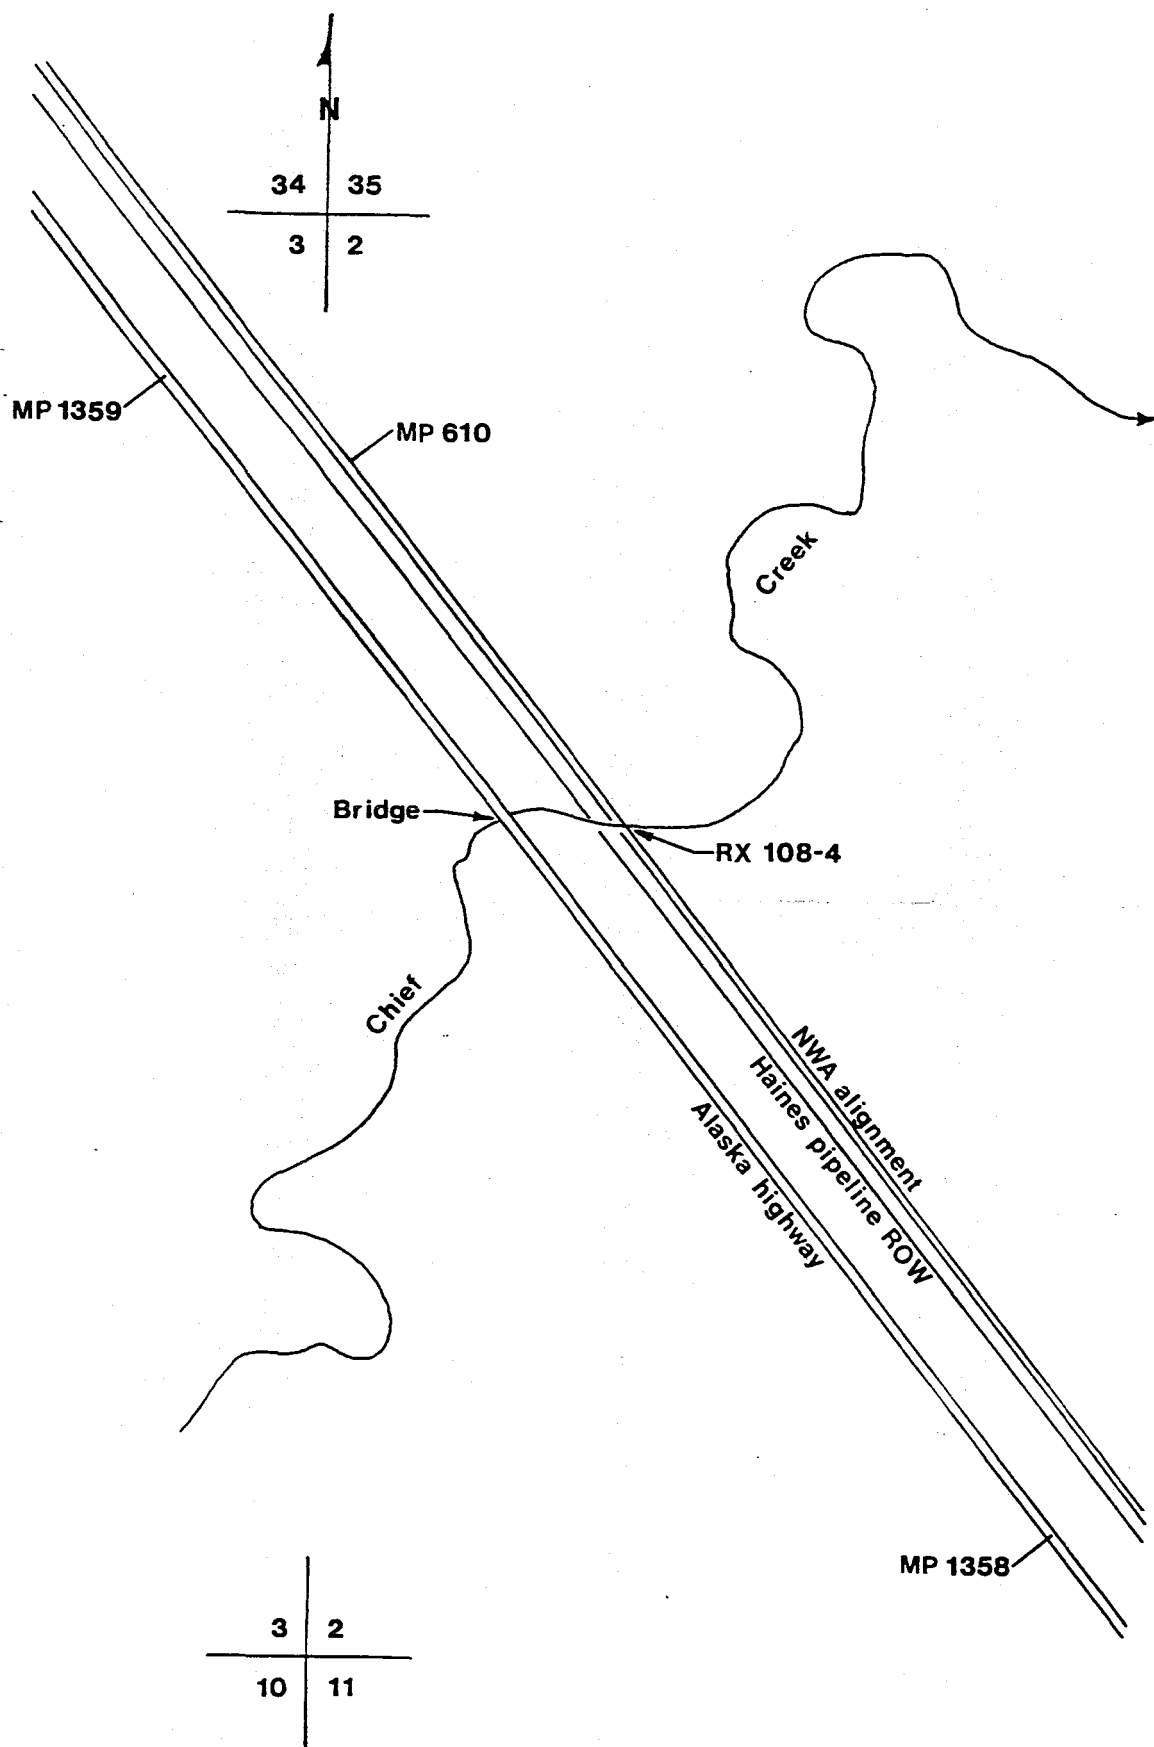 N
34 35
3 2
MP 1359
MP 610
Creek
Bridge
RX 108-4
Chief
NWA alignment
Haines pipeline ROW
Alaska highway
MP 1358
3 2
10 11